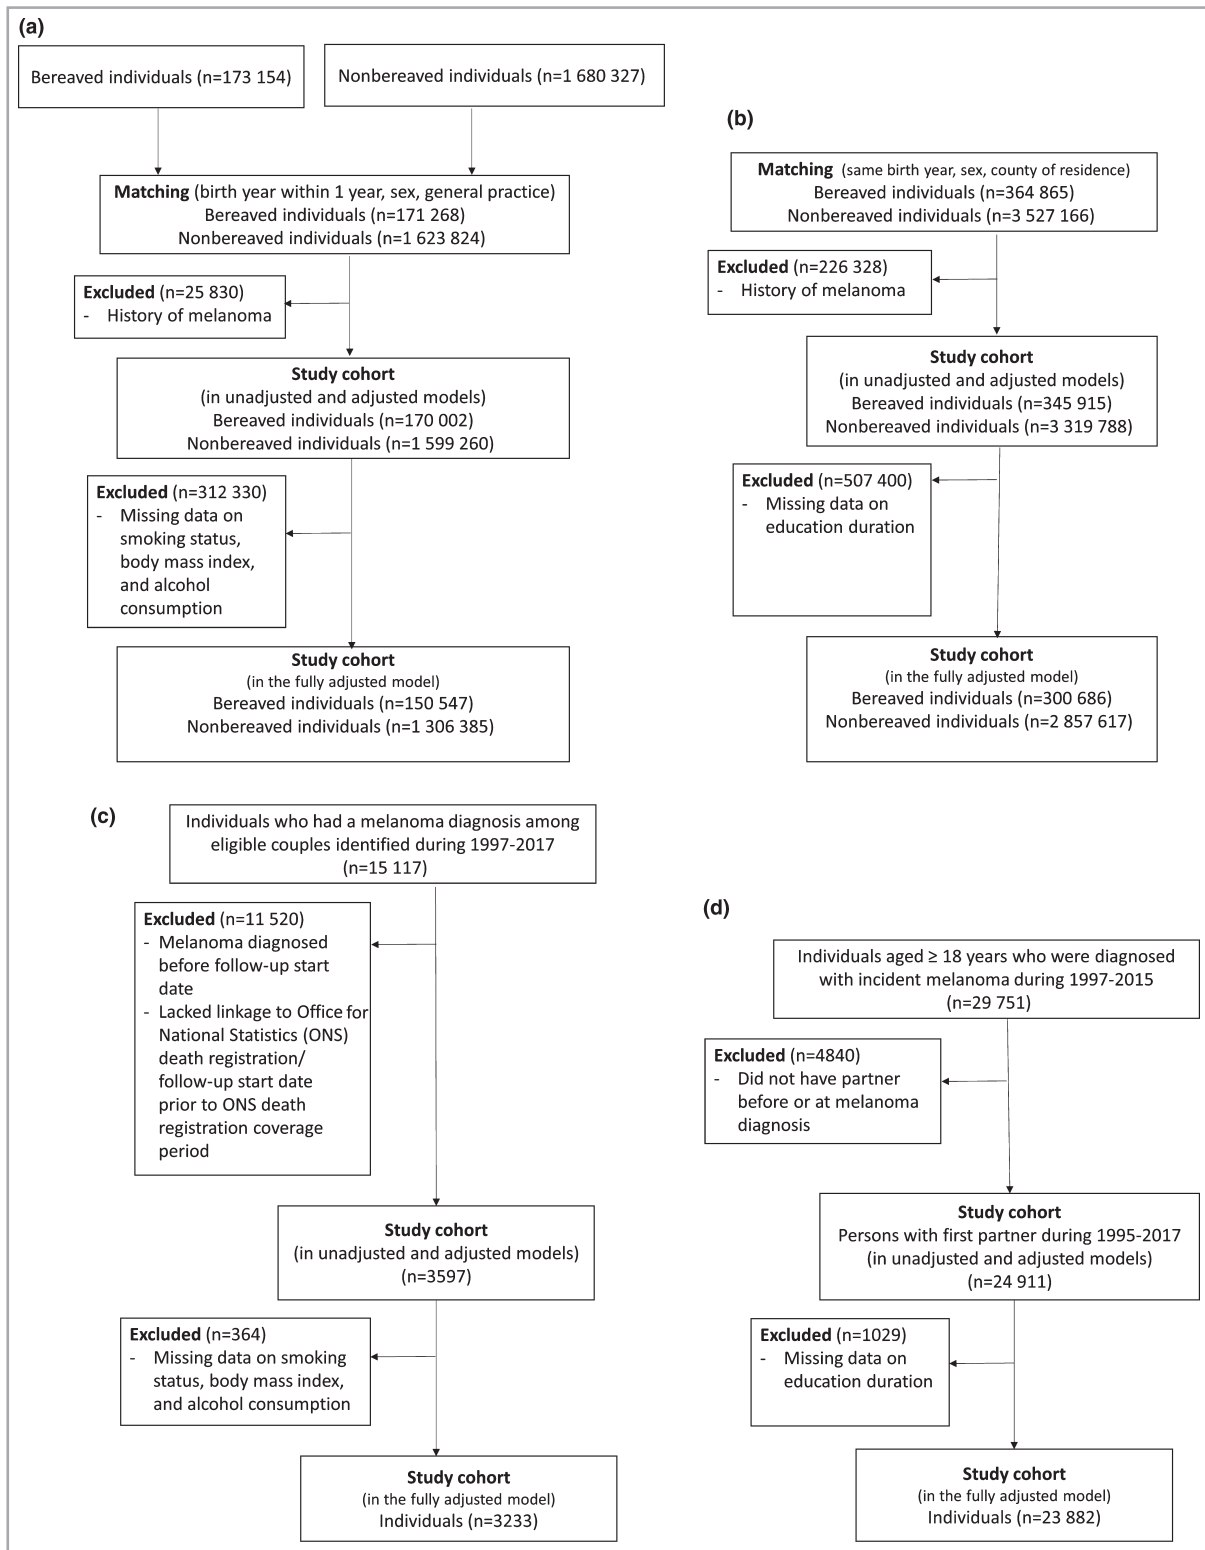 (a)
Bereaved individuals (n=173 154)
Nonbereaved individuals (n=1 680 327)
Matching (birth year within 1 year, sex, general practice)
Bereaved individuals (n=171 268)
Nonbereaved individuals (n=1 623 824)
Excluded (n=25 830)
- History of melanoma
Study cohort
(in unadjusted and adjusted models)
Bereaved individuals (n=170 002)
Nonbereaved individuals (n=1 599 260)
Excluded (n=312 330)
- Missing data on
smoking status,
body mass index,
and alcohol
consumption
Study cohort
(in the fully adjusted model)
Bereaved individuals (n=150 547)
Nonbereaved individuals (n=1 306 385)
(b)
Matching (same birth year, sex, county of residence)
Bereaved individuals (n=364 865)
Nonbereaved individuals (n=3 527 166)
Excluded (n=226 328)
- History of melanoma
Study cohort
(in unadjusted and adjusted models)
Bereaved individuals (n=345 915)
Nonbereaved individuals (n=3 319 788)
Excluded (n=507 400)
- Missing data on
education duration
Study cohort
(in the fully adjusted model)
Bereaved individuals (n=300 686)
Nonbereaved individuals (n=2 857 617)
(c)
Individuals who had a melanoma diagnosis among
eligible couples identified during 1997-2017
(n=15 117)
Excluded (n=11 520)
- Melanoma diagnosed
before follow-up start
date
- Lacked linkage to Office for
National Statistics (ONS)
death registration/
follow-up start date
prior to ONS death
registration coverage
period
Study cohort
(in unadjusted and adjusted models)
(n=3597)
Excluded (n=364)
- Missing data on smoking
status, body mass index,
and alcohol consumption
Study cohort
(in the fully adjusted model)
Individuals (n=3233)
(d)
Individuals aged ≥ 18 years who were diagnosed
with incident melanoma during 1997-2015
(n=29 751)
Excluded (n=4840)
- Did not have partner
before or at melanoma
diagnosis
Study cohort
Persons with first partner during 1995-2017
(in unadjusted and adjusted models)
(n=24 911)
Excluded (n=1029)
- Missing data on
education duration
Study cohort
(in the fully adjusted model)
Individuals (n=23 882)